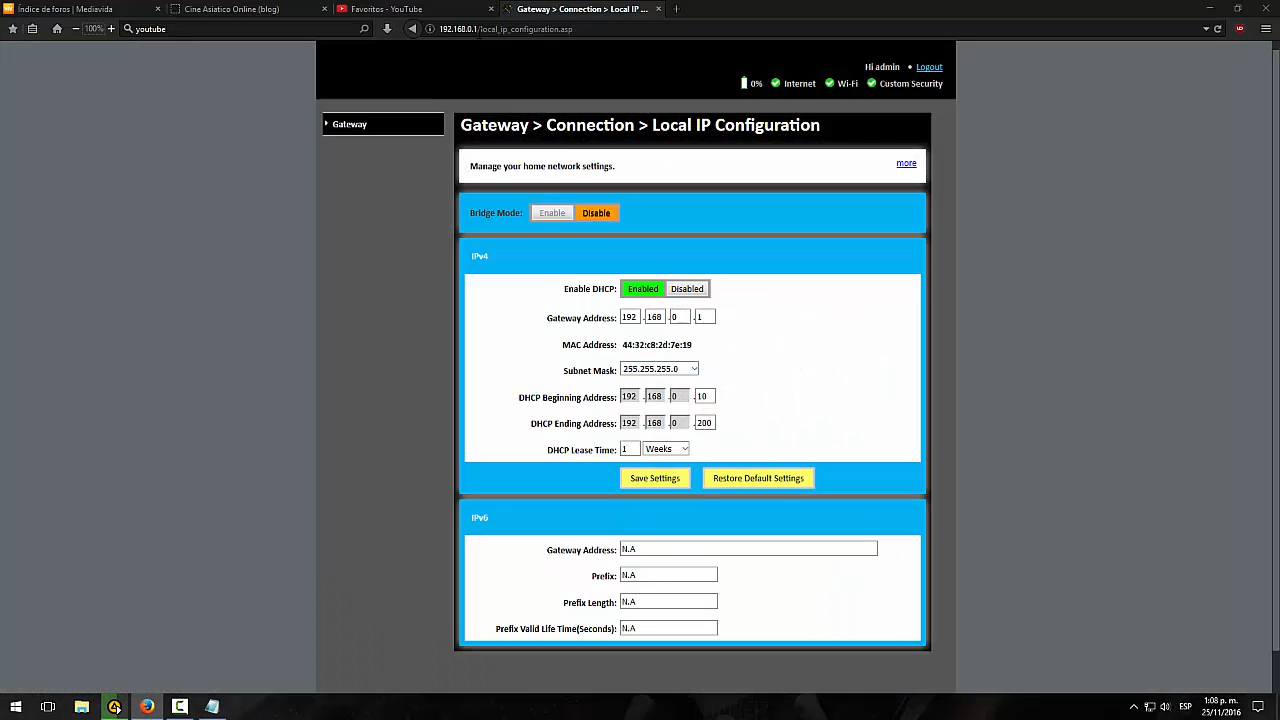 Índice de foros | Mediavida
Cine Asiatico Online (blog)
Favoritos - YouTube
Gateway > Connection > Local IP ...
100%
youtube
192.168.0.1/local_ip_configuration.asp
Hi admin • Logout
0% Internet Wi-Fi Custom Security
Gateway
Gateway > Connection > Local IP Configuration
Manage your home network settings.
more
Bridge Mode: Enable Disable
IPv4
Enable DHCP: Enabled Disabled
Gateway Address: 192 .168 .0 .1
MAC Address: 44:32:c8:2d:7e:19
Subnet Mask: 255.255.255.0
DHCP Beginning Address: 192 .168 .0 .10
DHCP Ending Address: 192 .168 .0 .200
DHCP Lease Time: 1 Weeks
Save Settings Restore Default Settings
IPv6
Gateway Address: N.A
Prefix: N.A
Prefix Length: N.A
Prefix Valid Life Time(Seconds): N.A
ESP
1:08 p. m.
25/11/2016